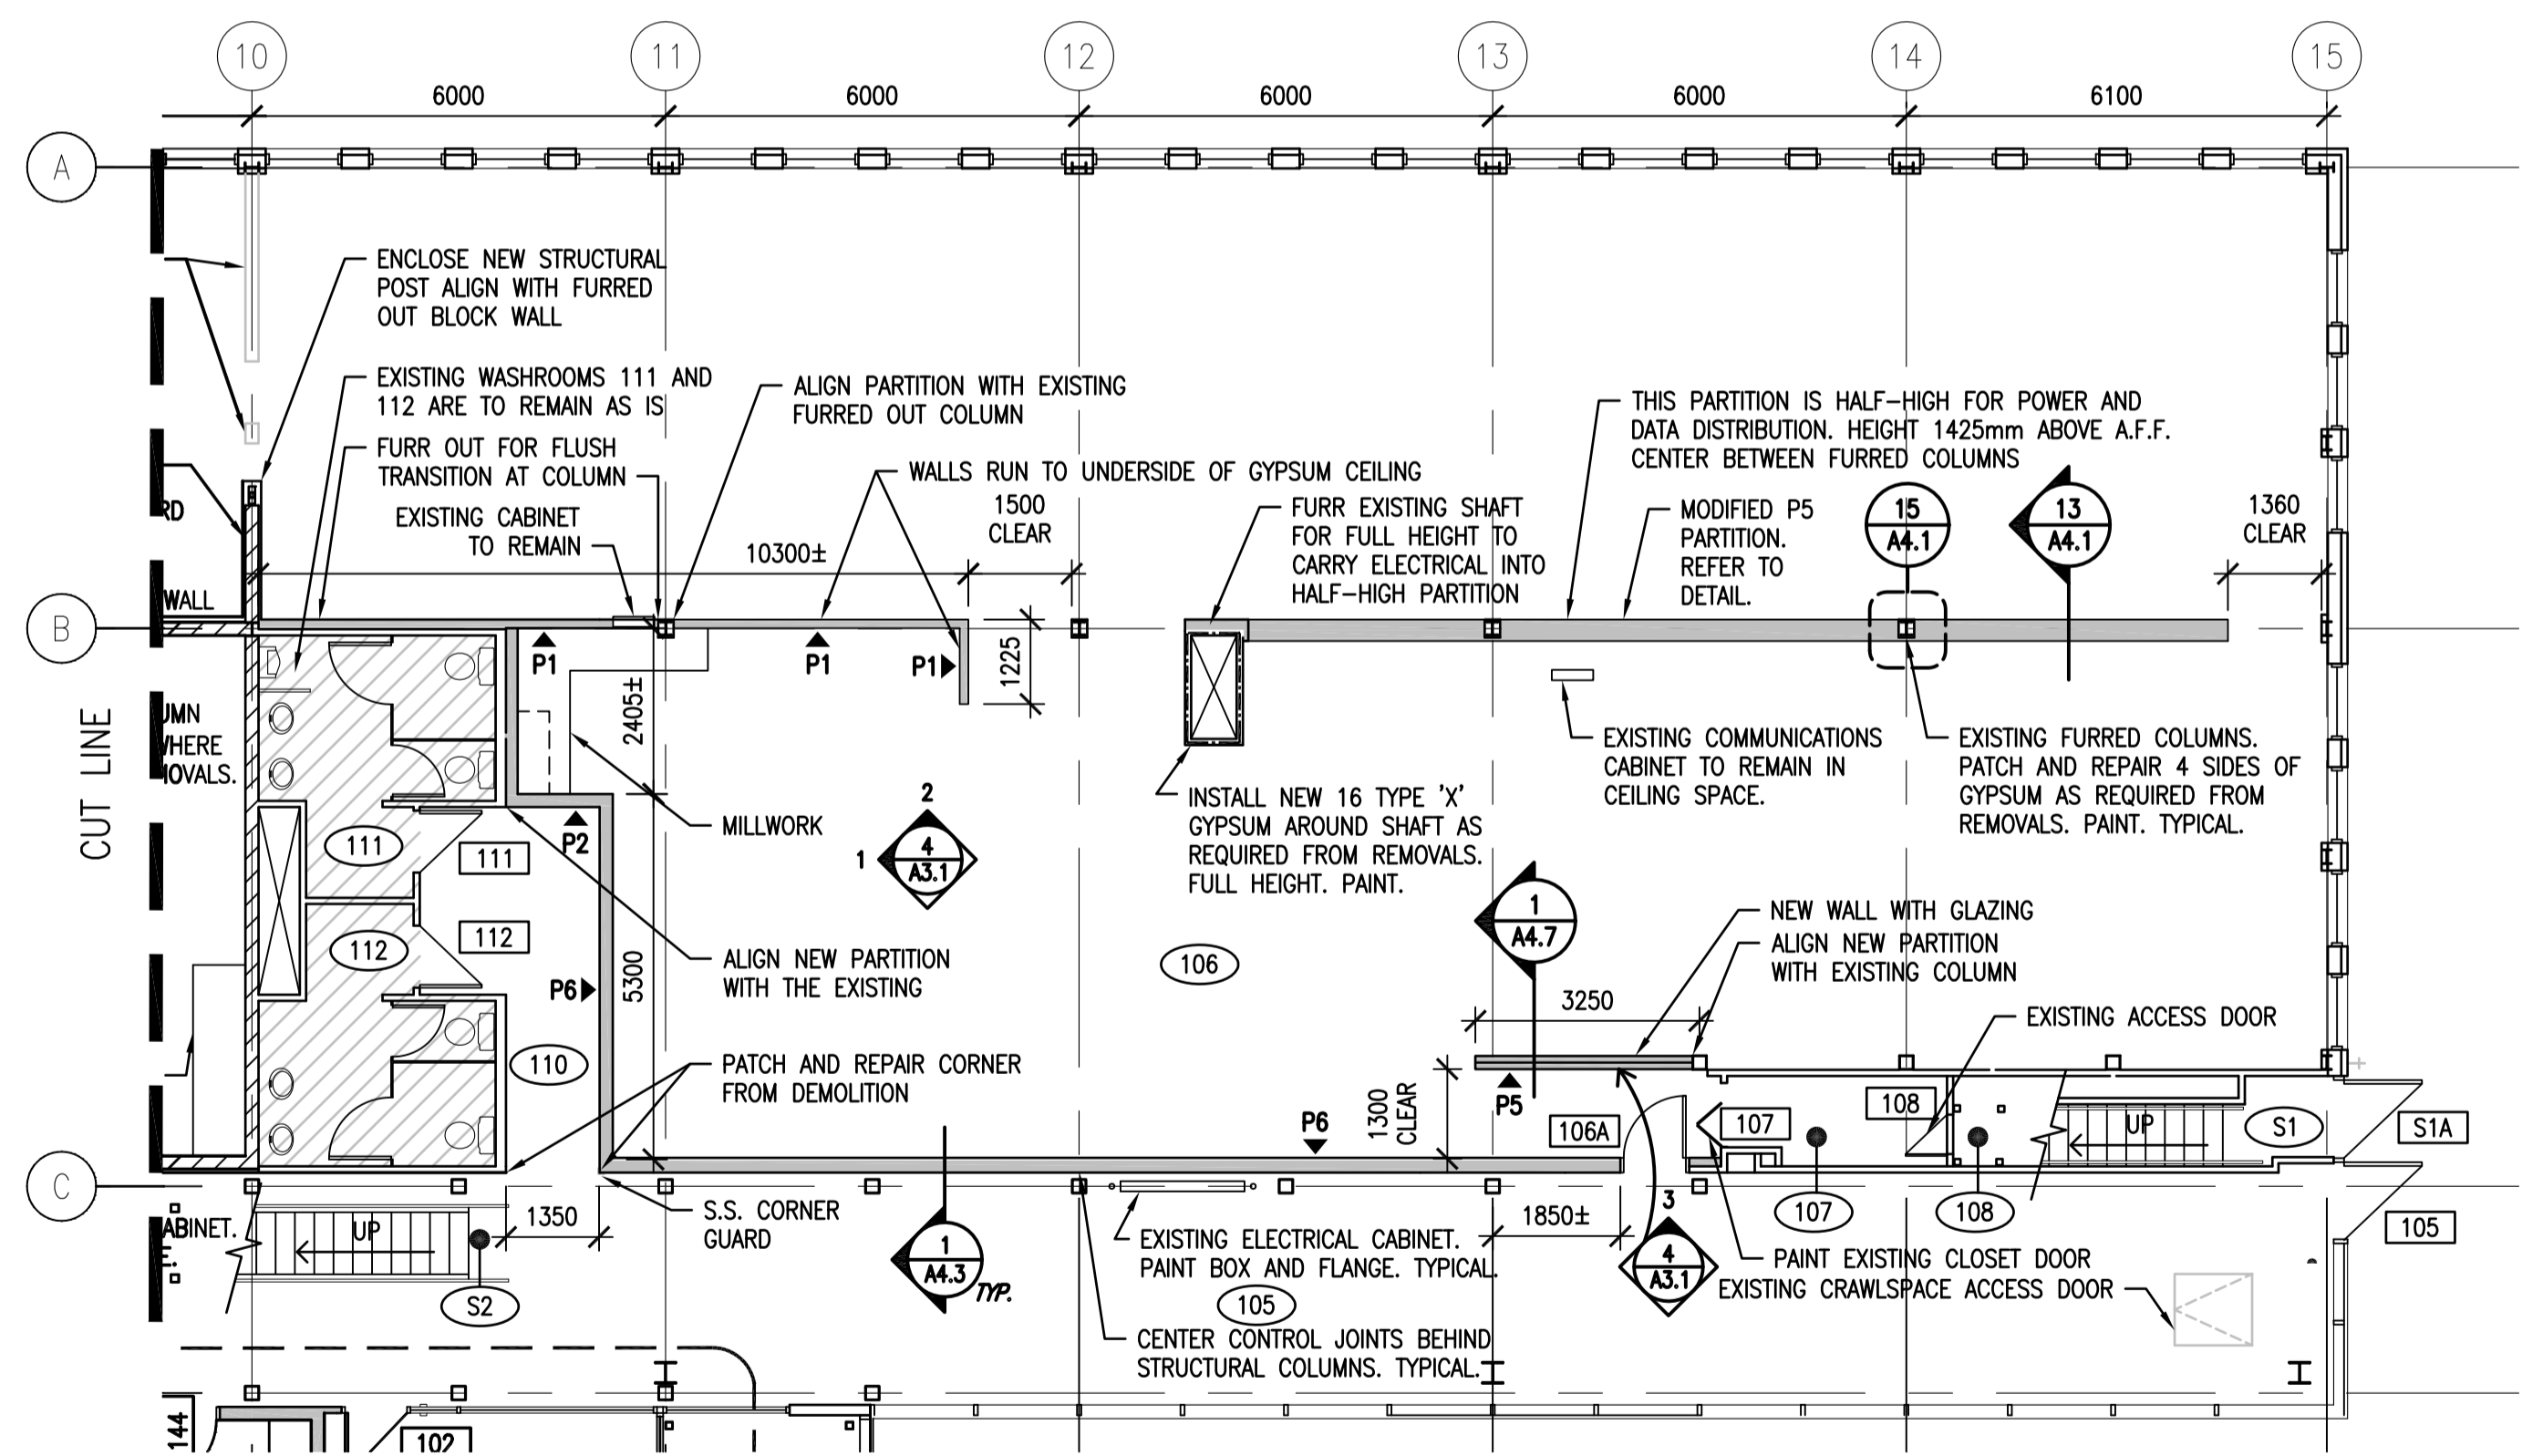 10
11
12
13
14
15
6000
6000
6000
6000
6100
A
ENCLOSE NEW STRUCTURAL
POST ALIGN WITH FURRED
OUT BLOCK WALL
EXISTING WASHROOMS 111 AND
112 ARE TO REMAIN AS IS
FURR OUT FOR FLUSH
TRANSITION AT COLUMN
EXISTING CABINET
TO REMAIN
ALIGN PARTITION WITH EXISTING
FURRED OUT COLUMN
WALLS RUN TO UNDERSIDE OF GYPSUM CEILING
THIS PARTITION IS HALF-HIGH FOR POWER AND
DATA DISTRIBUTION. HEIGHT 1425mm ABOVE A.F.F.
CENTER BETWEEN FURRED COLUMNS
1500
CLEAR
10300±
FURR EXISTING SHAFT
FOR FULL HEIGHT TO
CARRY ELECTRICAL INTO
HALF-HIGH PARTITION
MODIFIED P5
PARTITION.
REFER TO
DETAIL.
15
A4.1
13
A4.1
1360
CLEAR
RD
WALL
B
P1
P1
P1
1225
2405±
UMN
WHERE
MOVALS.
CUT LINE
EXISTING COMMUNICATIONS
CABINET TO REMAIN IN
CEILING SPACE.
EXISTING FURRED COLUMNS.
PATCH AND REPAIR 4 SIDES OF
GYPSUM AS REQUIRED FROM
REMOVALS. PAINT. TYPICAL.
INSTALL NEW 16 TYPE 'X'
GYPSUM AROUND SHAFT AS
REQUIRED FROM REMOVALS.
FULL HEIGHT. PAINT.
MILLWORK
P2
2
1
4
A3.1
111
111
112
112
1
A4.7
NEW WALL WITH GLAZING
ALIGN NEW PARTITION
WITH EXISTING COLUMN
ALIGN NEW PARTITION
WITH THE EXISTING
P6
5300
106
3250
EXISTING ACCESS DOOR
110
PATCH AND REPAIR CORNER
FROM DEMOLITION
1300
CLEAR
P5
P6
106A
107
108
UP
S1
S1A
C
S.S. CORNER
GUARD
1350
UP
ABINET.
E.
S2
1
A4.3
TYP.
EXISTING ELECTRICAL CABINET.
PAINT BOX AND FLANGE. TYPICAL.
105
1850±
3
4
A3.1
107
108
105
PAINT EXISTING CLOSET DOOR
EXISTING CRAWLSPACE ACCESS DOOR
CENTER CONTROL JOINTS BEHIND
STRUCTURAL COLUMNS. TYPICAL.
144
102